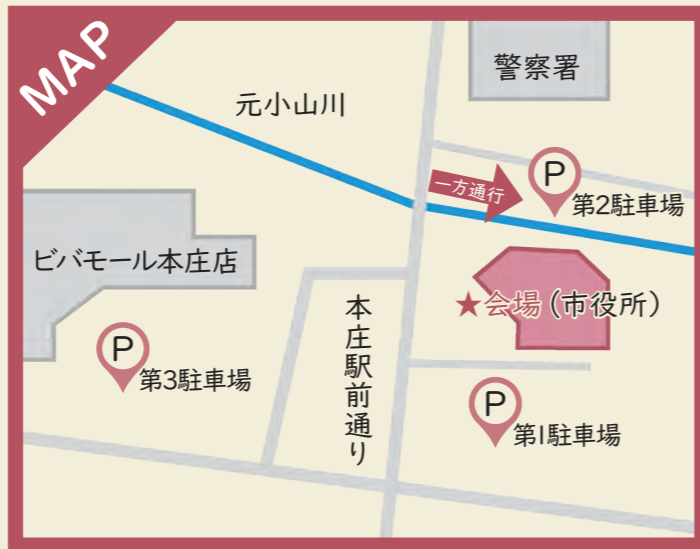 MAP
警察署
元小山川
一方通行
P
第2駐車場
ビバモール本庄店
★会場(市役所)
本庄駅前通り
P
第3駐車場
P
第1駐車場